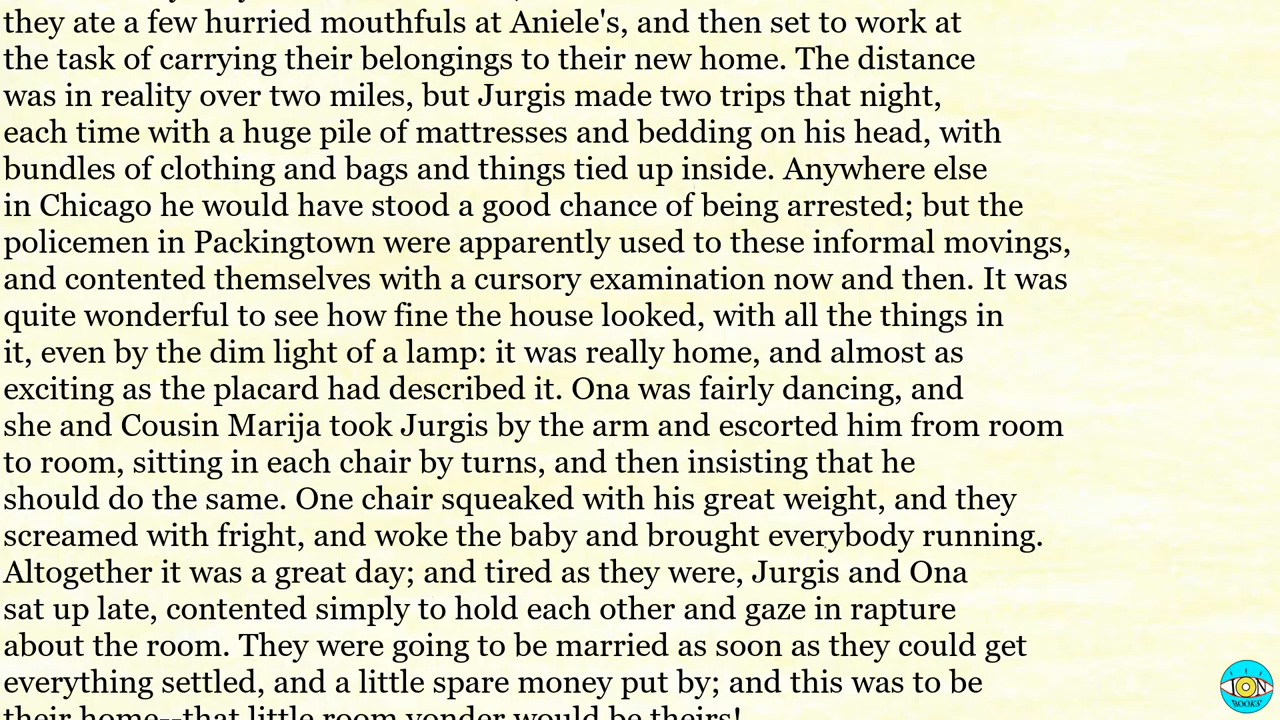 they ate a few hurried mouthfuls at Aniele's, and then set to work at
the task of carrying their belongings to their new home. The distance
was in reality over two miles, but Jurgis made two trips that night,
each time with a huge pile of mattresses and bedding on his head, with
bundles of clothing and bags and things tied up inside. Anywhere else
in Chicago he would have stood a good chance of being arrested; but the
policemen in Packingtown were apparently used to these informal movings,
and contented themselves with a cursory examination now and then. It was
quite wonderful to see how fine the house looked, with all the things in
it, even by the dim light of a lamp: it was really home, and almost as
exciting as the placard had described it. Ona was fairly dancing, and
she and Cousin Marija took Jurgis by the arm and escorted him from room
to room, sitting in each chair by turns, and then insisting that he
should do the same. One chair squeaked with his great weight, and they
screamed with fright, and woke the baby and brought everybody running.
Altogether it was a great day; and tired as they were, Jurgis and Ona
sat up late, contented simply to hold each other and gaze in rapture
about the room. They were going to be married as soon as they could get
everything settled, and a little spare money put by; and this was to be
their home--that little room yonder would be theirs!
ION
BOOKS